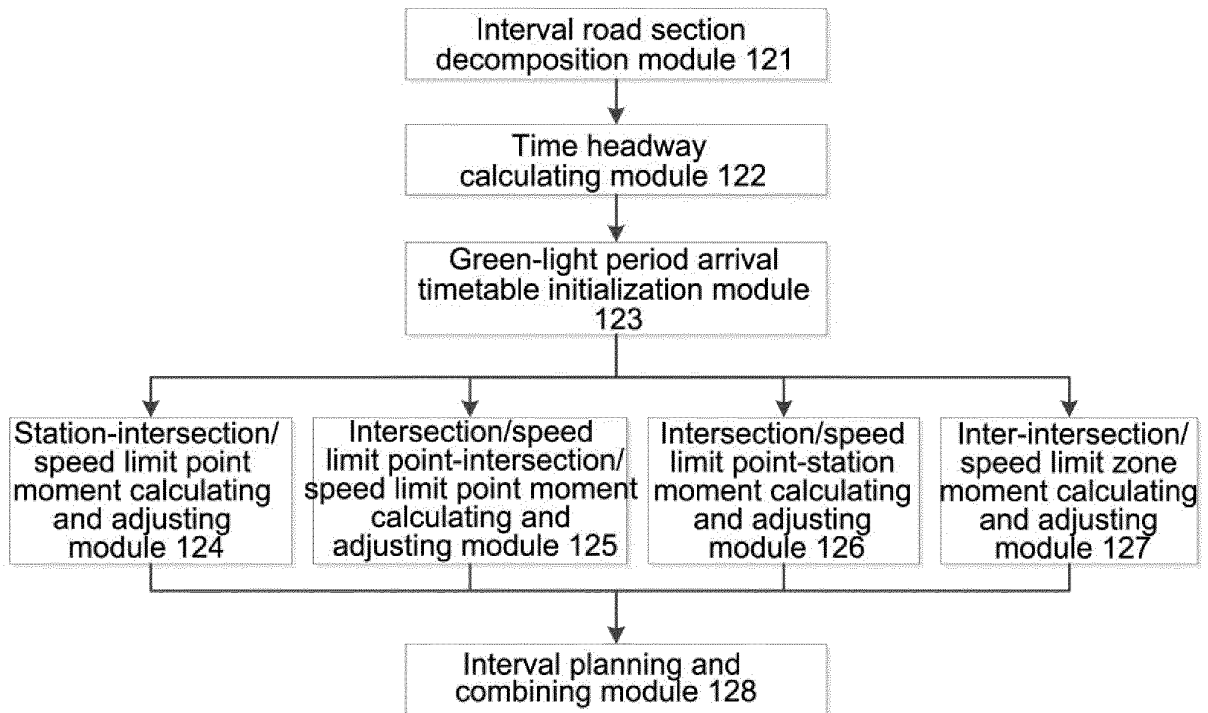 Interval road section
decomposition module 121
Time headway
calculating module 122
Green-light period arrival
timetable initialization module
123
Station-intersection/
speed limit point
moment calculating
and adjusting
module 124
Intersection/speed
limit point-intersection/
speed limit point moment
calculating and
adjusting module 125
Intersection/speed
limit point-station
moment calculating
and adjusting
module 126
Inter-intersection/
speed limit zone
moment calculating
and adjusting
module 127
Interval planning and
combining module 128